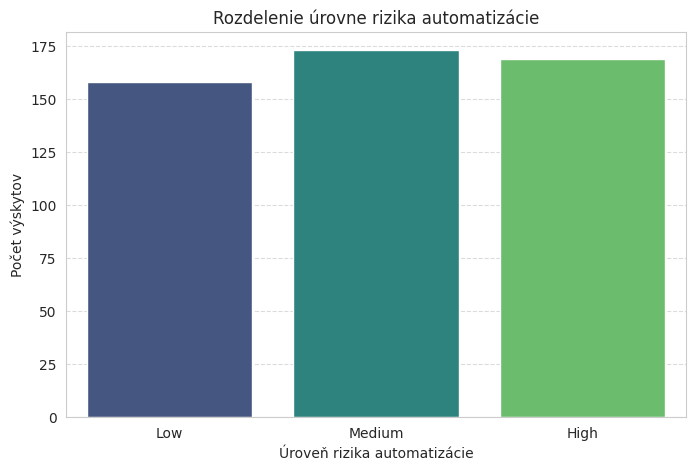 Rozdelenie úrovne rizika automatizácie
175
150
125
100
75
50
25
0
Počet výskytov
Low Medium High
Úroveň rizika automatizácie